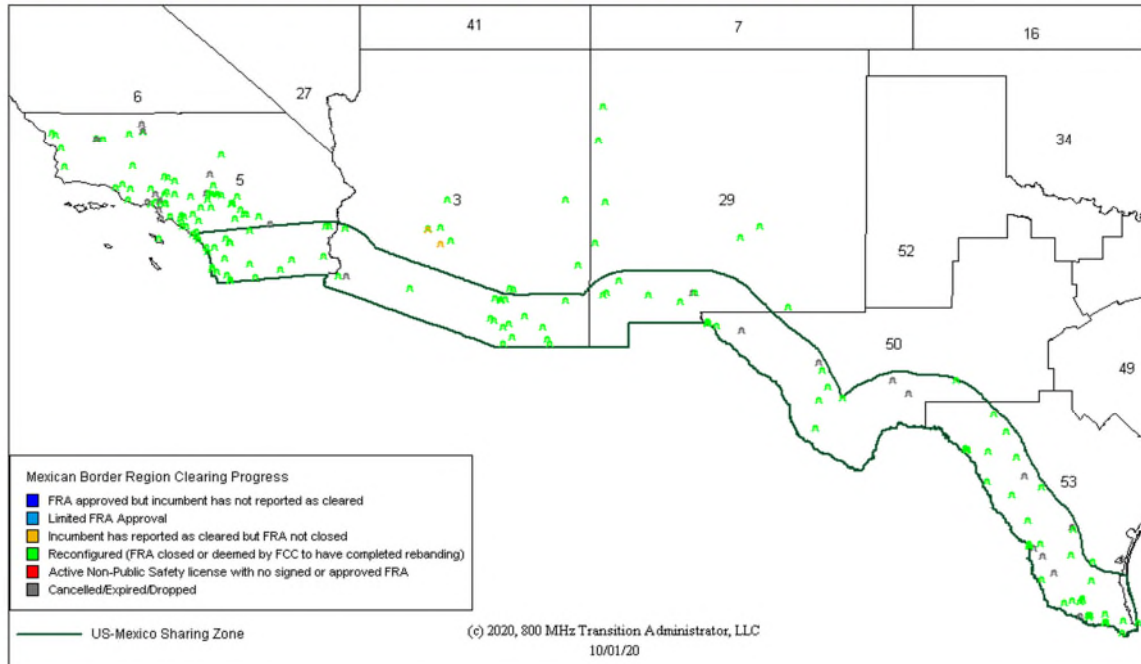 41
7
16
6
27
34
5
3
29
52
50
49
53
4
Mexican Border Region Clearing Progress
FRA approved but incumbent has not reported as cleared
Limited FRA Approval
Incumbent has reported as cleared but FRA not closed
Reconfigured (FRA closed or deemed by FCC to have completed rebanding)
Active Non-Public Safety license with no signed or approved FRA
Cancelled/Expired/Dropped
US-Mexico Sharing Zone
(c) 2020, 800 MHz Transition Administrator, LLC
10/01/20